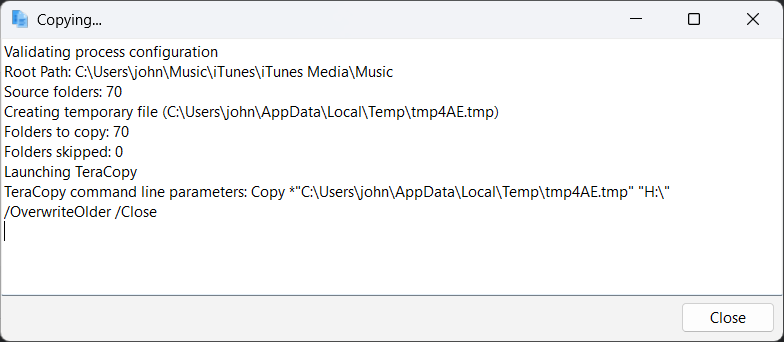 Copying...
Validating process configuration
Root Path: C:\Users\john\Music\iTunes\iTunes Media\Music
Source folders: 70
Creating temporary file (C:\Users\john\AppData\Local\Temp\tmp4AE.tmp)
Folders to copy: 70
Folders skipped: 0
Launching TeraCopy
TeraCopy command line parameters: Copy *"C:\Users\john\AppData\Local\Temp\tmp4AE.tmp" "H:\"
/OverwriteOlder /Close
Close